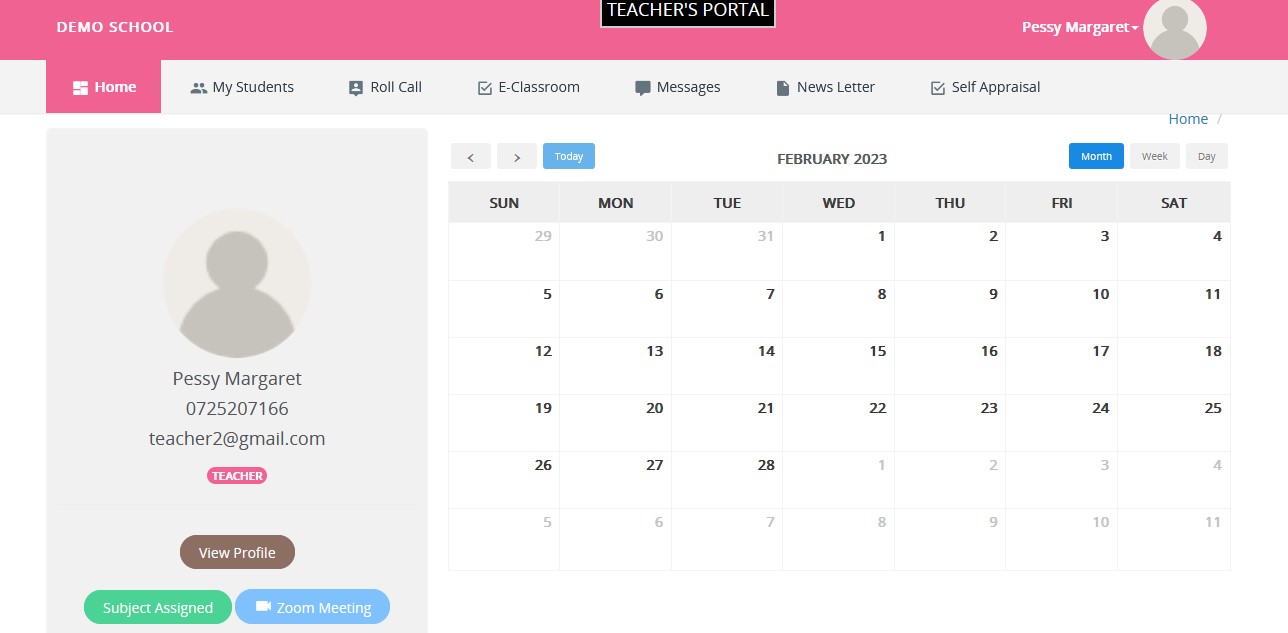 DEMO SCHOOL
TEACHER'S PORTAL
Pessy Margaret
Home
My Students
Roll Call
E-Classroom
Messages
News Letter
Self Appraisal
Home /
Pessy Margaret
0725207166
teacher2@gmail.com
TEACHER
View Profile
Subject Assigned
Zoom Meeting
< > Today
FEBRUARY 2023
Month Week Day
SUN MON TUE WED THU FRI SAT
29 30 31 1 2 3 4
5 6 7 8 9 10 11
12 13 14 15 16 17 18
19 20 21 22 23 24 25
26 27 28 1 2 3 4
5 6 7 8 9 10 11